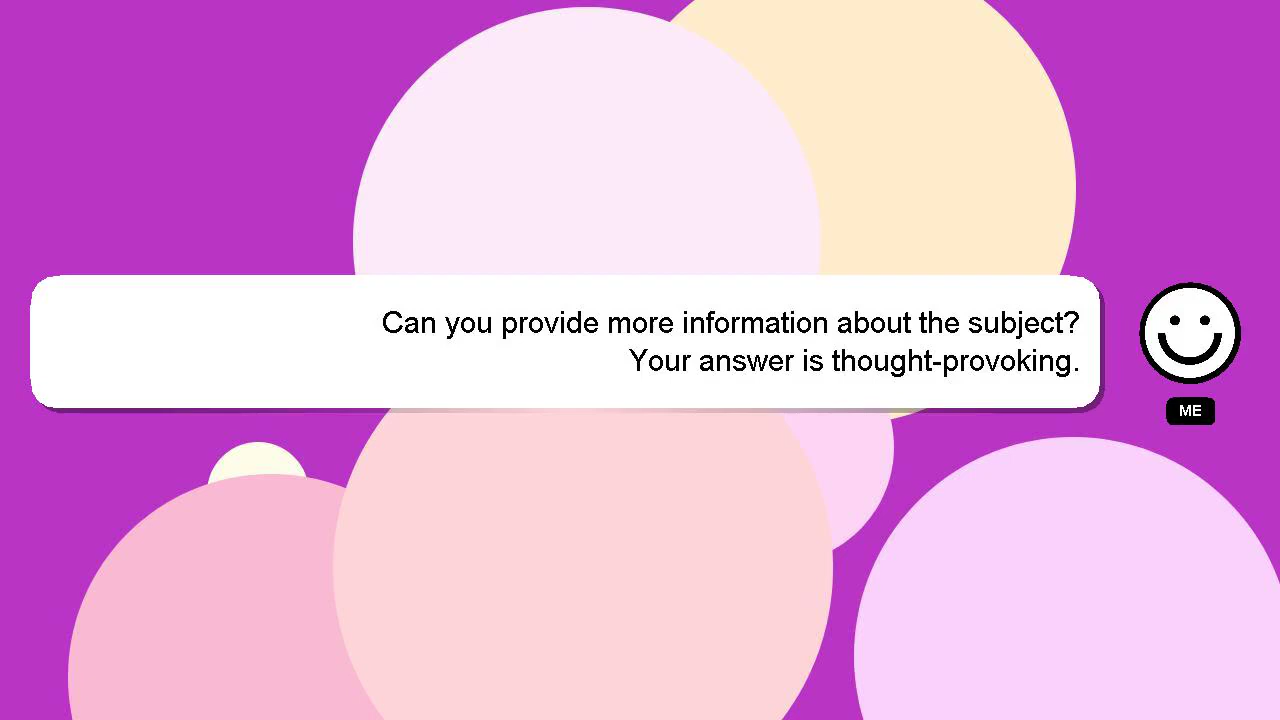 Can you provide more information about the subject?
Your answer is thought-provoking.
ME